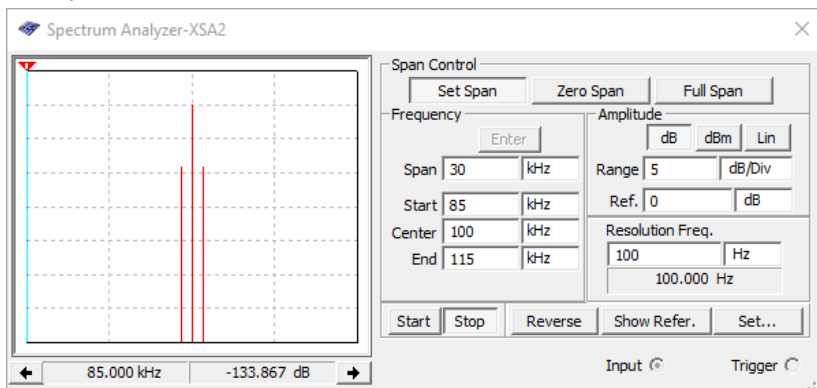 Spectrum Analyzer-XSA2
Span Control
Set Span Zero Span Full Span
Frequency
Enter
Span 30 kHz
Start 85 kHz
Center 100 kHz
End 115 kHz
Amplitude
dB dBm Lin
Range 5 dB/Div
Ref. 0 dB
Resolution Freq.
100 Hz
100.000 Hz
Start Stop Reverse Show Refer. Set...
85.000 kHz -133.867 dB
Input Trigger